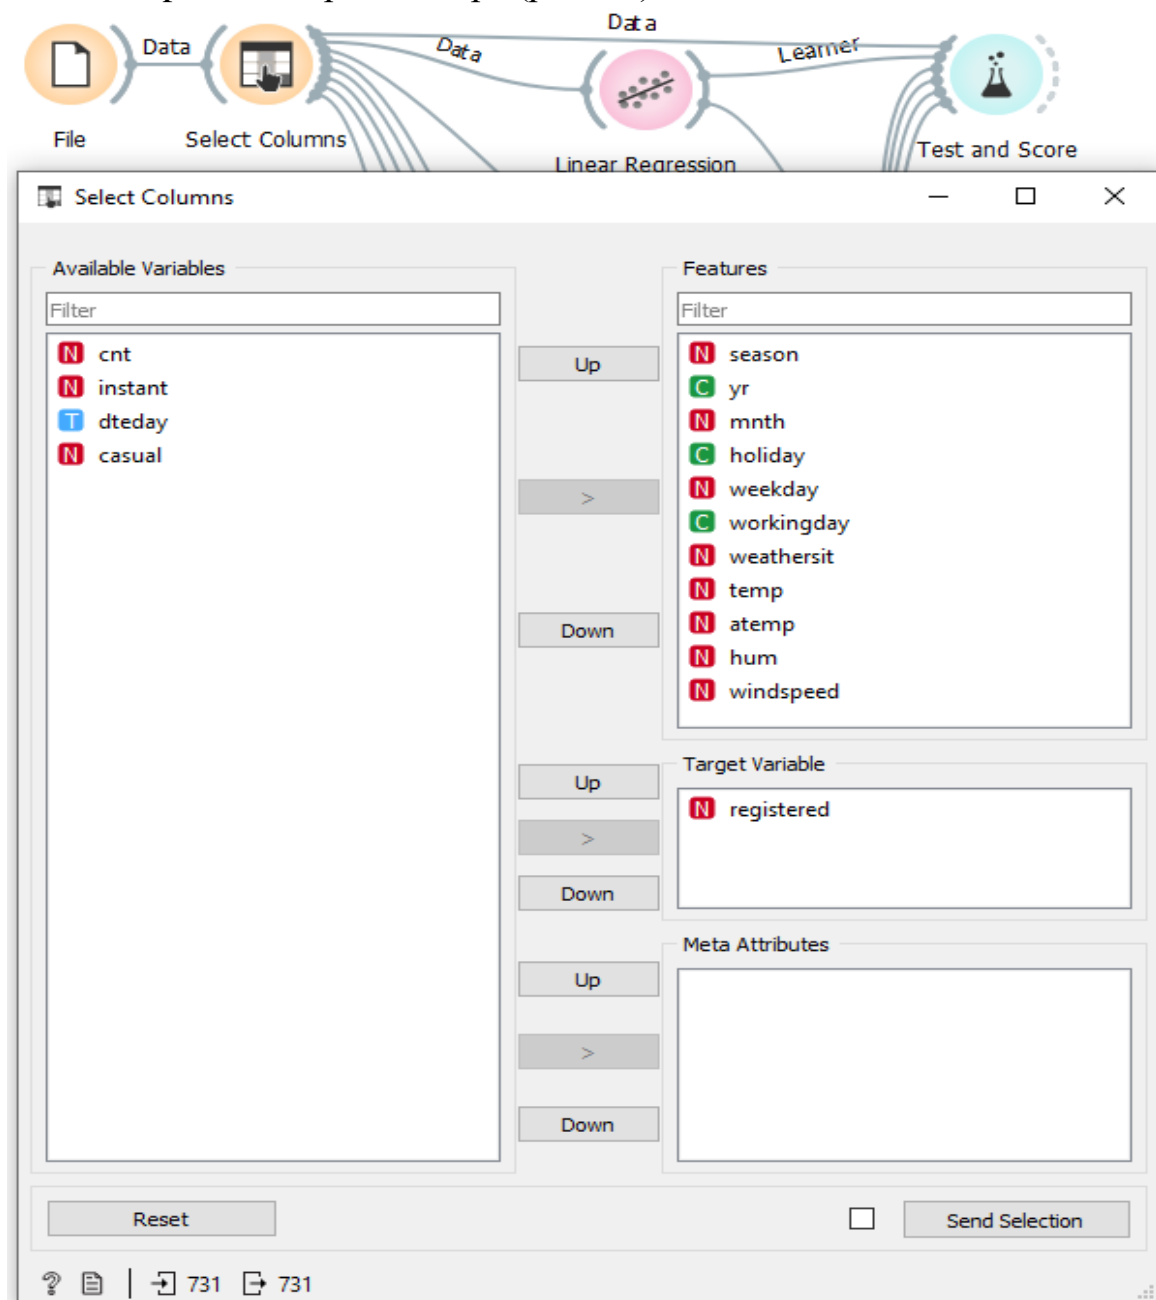 Data
Data
Data
Learner
File
Select Columns
Linear Regression
Test and Score
Select Columns
Available Variables
Filter
N cnt
N instant
T dteday
N casual
Up
>
Down
Up
>
Down
Up
>
Down
Features
Filter
N season
C yr
N mnth
C holiday
N weekday
C workingday
N weathersit
N temp
N atemp
N hum
N windspeed
Target Variable
N registered
Meta Attributes
Reset
Send Selection
? 731 731